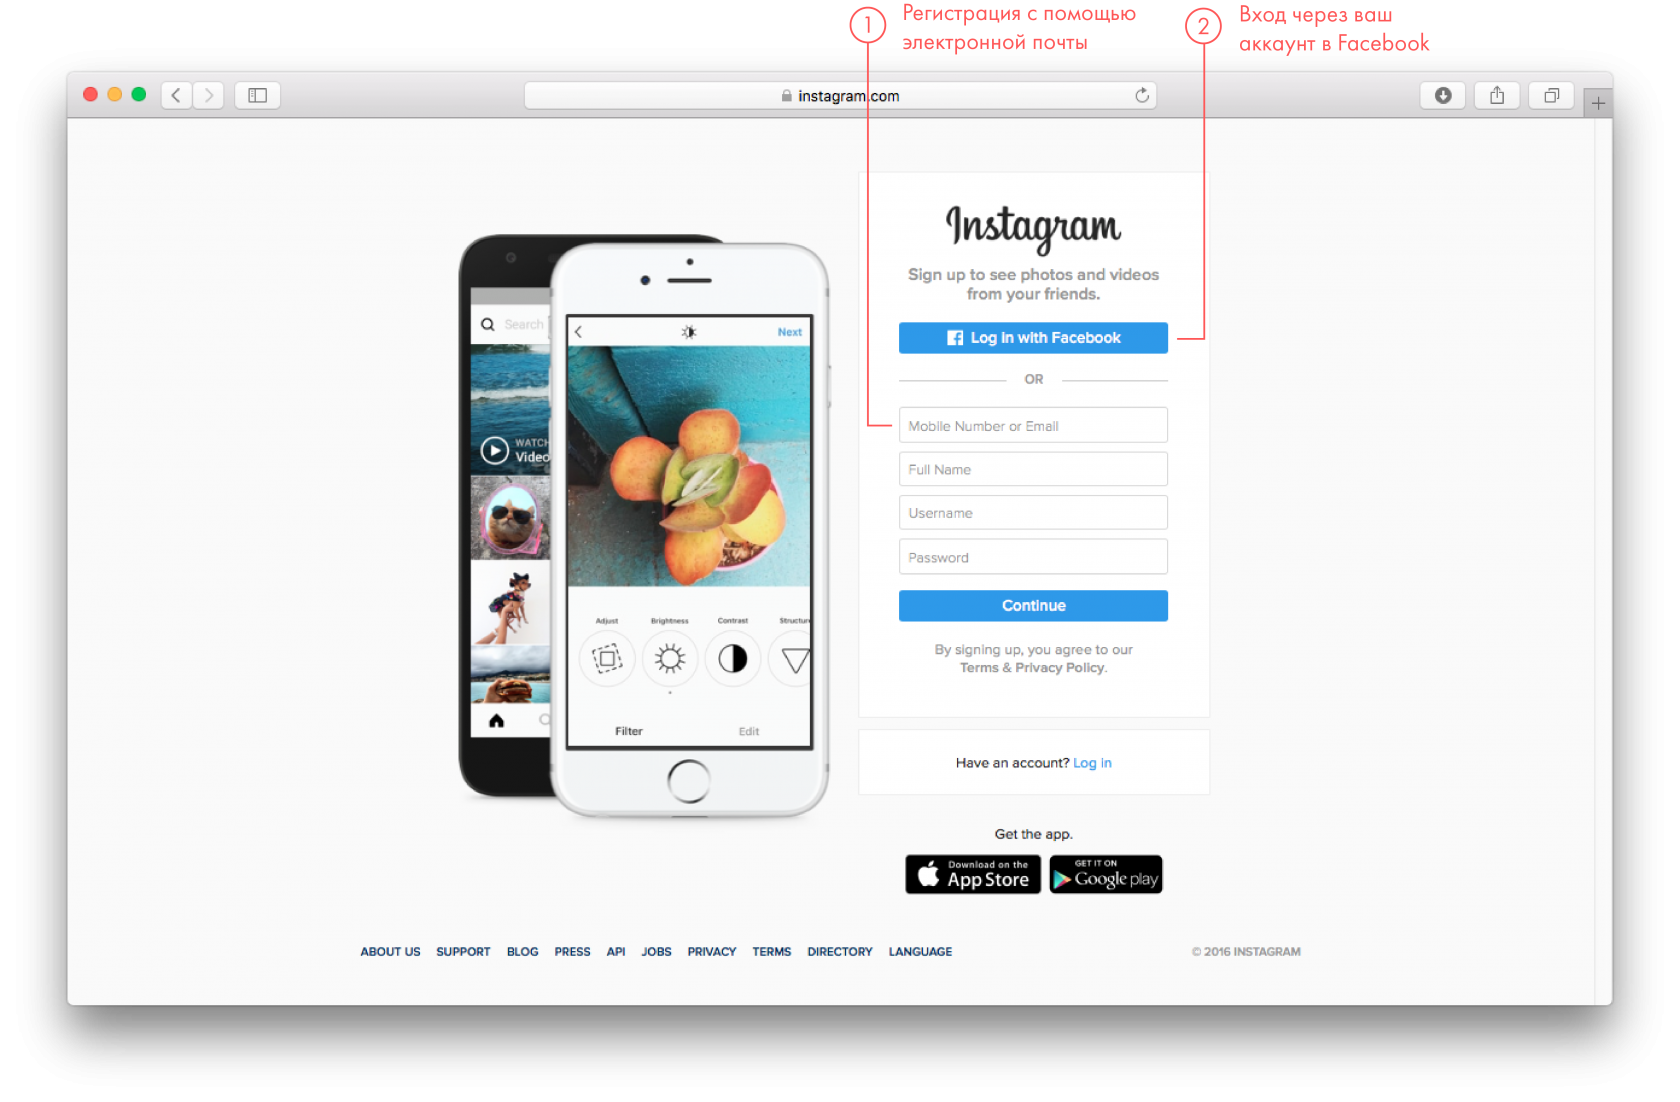 1
Регистрация с помощью
электронной почты
2
Вход через ваш
аккаунт в Facebook
instagram.com
Instagram
Sign up to see photos and videos
from your friends.
Log in with Facebook
OR
Mobile Number or Email
Full Name
Username
Password
Continue
By signing up, you agree to our
Terms & Privacy Policy.
Have an account? Log in
Get the app.
Download on the
App Store
GET IT ON
Google play
Search
WATCH
Video
Next
Adjust
Brightness
Contrast
Structure
Filter
Edit
ABOUT US SUPPORT BLOG PRESS API JOBS PRIVACY TERMS DIRECTORY LANGUAGE
© 2016 INSTAGRAM